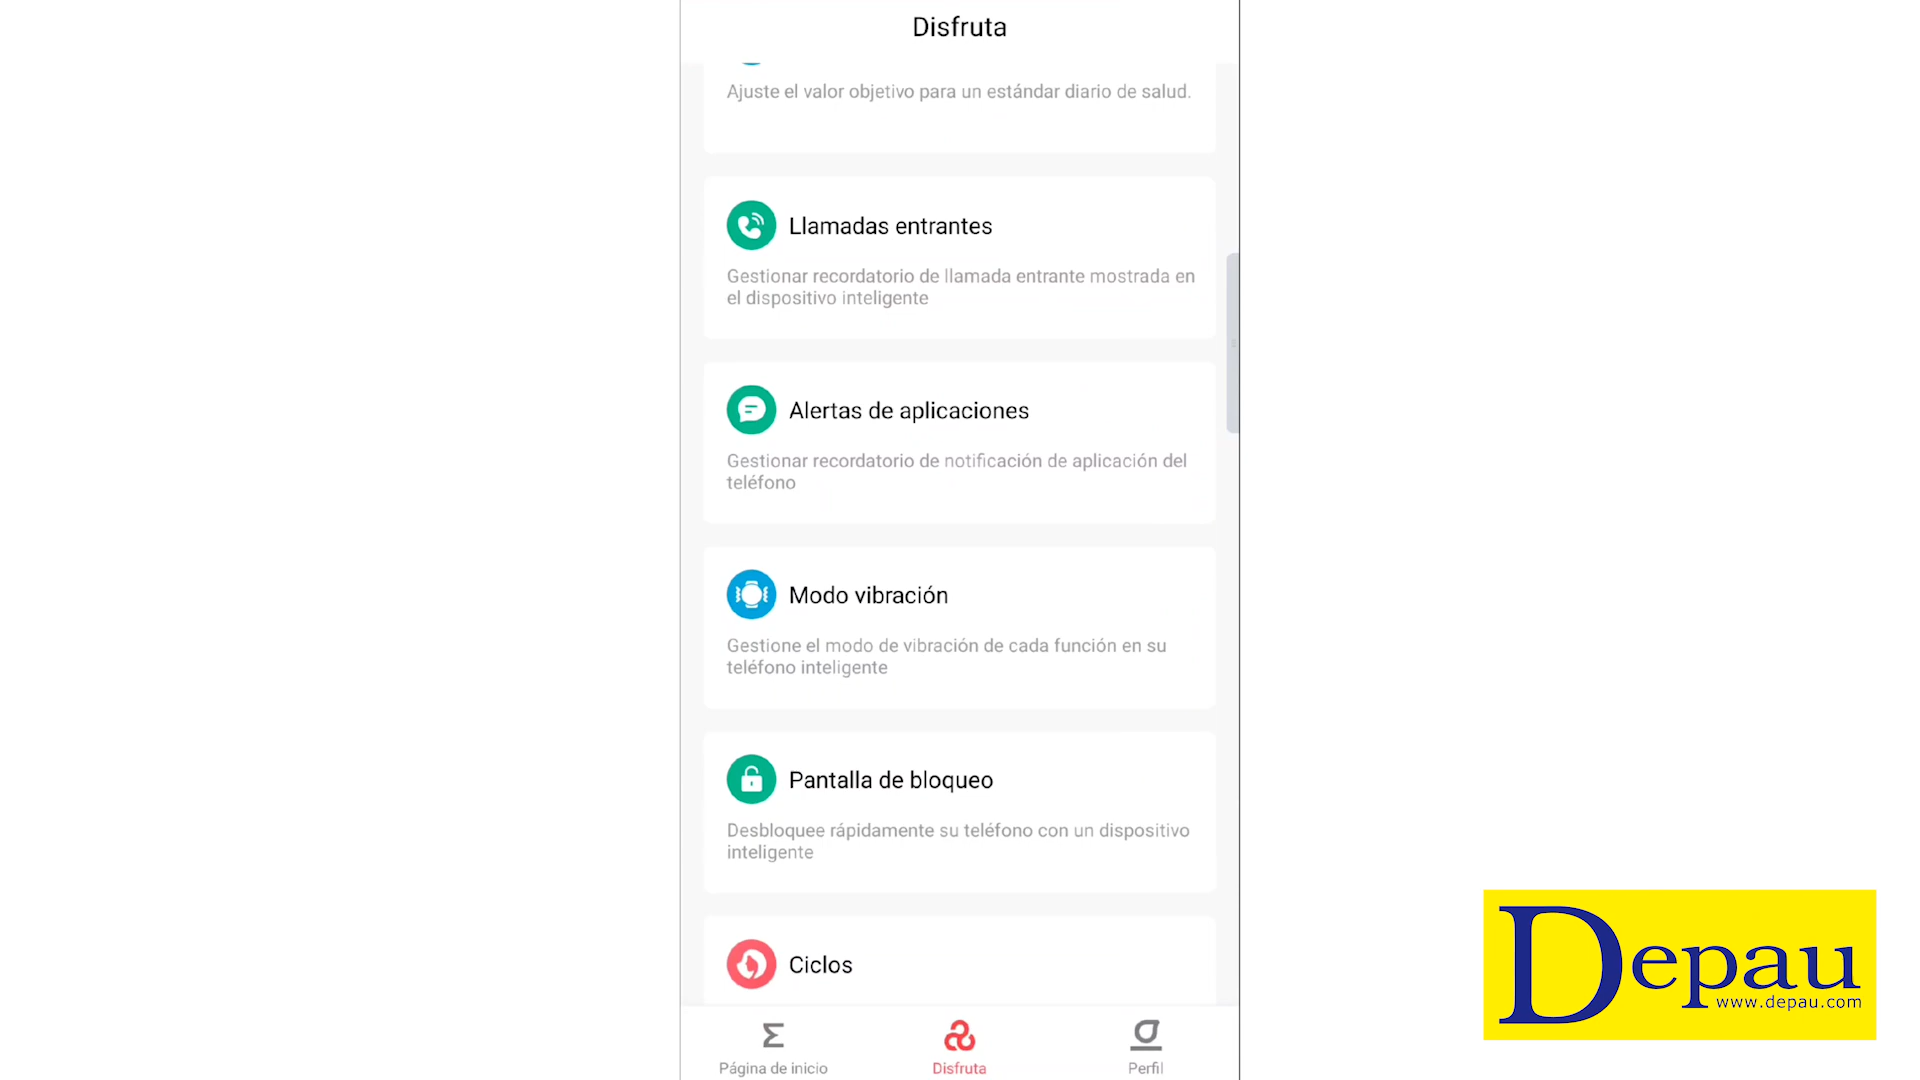 Disfruta
Ajuste el valor objetivo para un estándar diario de salud.
Llamadas entrantes
Gestionar recordatorio de llamada entrante mostrada en
el dispositivo inteligente
Alertas de aplicaciones
Gestionar recordatorio de notificación de aplicación del
teléfono
Modo vibración
Gestione el modo de vibración de cada función en su
teléfono inteligente
Pantalla de bloqueo
Desbloquee rápidamente su teléfono con un dispositivo
inteligente
Ciclos
Página de inicio
Disfruta
Perfil
Depau
www.depau.com